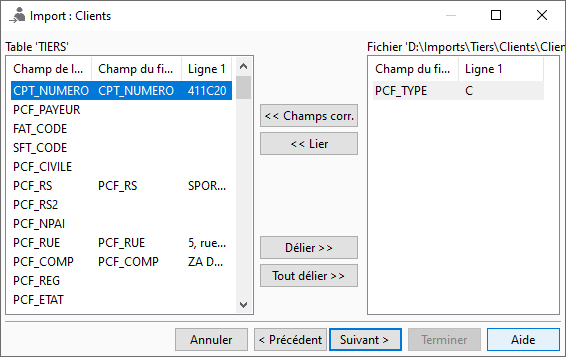 Import : Clients
Table 'TIERS'
Fichier 'D:\Imports\Tiers\Clients\Clien
Champ de l... Champ du fi... Ligne 1
CPT_NUMERO CPT_NUMERO 411C20
PCF_PAYEUR
FAT_CODE
SFT_CODE
PCF_CIVILE
PCF_RS PCF_RS SPOR...
PCF_RS2
PCF_NPAI
PCF_RUE PCF_RUE 5, rue...
PCF_COMP PCF_COMP ZA D...
PCF_REG
PCF_ETAT
<< Champs corr.
<< Lier
Délier >>
Tout délier >>
Champ du fi... Ligne 1
PCF_TYPE C
Annuler
< Précédent
Suivant >
Terminer
Aide